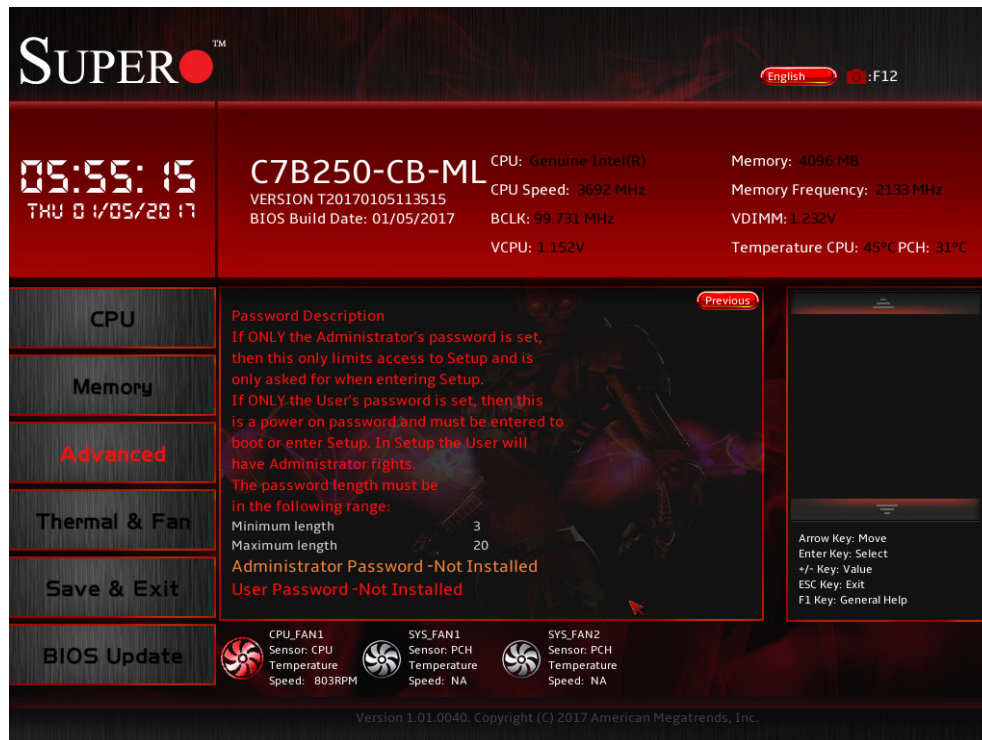 SUPER ™
English :F12
05:55:15
THU 01/05/2017
C7B250-CB-ML
VERSION T20170105113515
BIOS Build Date: 01/05/2017
CPU: Genuine Intel(R)
CPU Speed: 3692 MHz
BCLK: 99.731 MHz
VCPU: 1.152V
Memory: 4096 MB
Memory Frequency: 2133 MHz
VDIMM: 1.232V
Temperature CPU: 45°C PCH: 31°C
CPU
Memory
Advanced
Thermal & Fan
Save & Exit
BIOS Update
Previous
Password Description
If ONLY the Administrator's password is set,
then this only limits access to Setup and is
only asked for when entering Setup.
If ONLY the User's password is set, then this
is a power on password and must be entered to
boot or enter Setup. In Setup the User will
have Administrator rights.
The password length must be
in the following range:
Minimum length 3
Maximum length 20
Administrator Password -Not Installed
User Password -Not Installed
Arrow Key: Move
Enter Key: Select
+/- Key: Value
ESC Key: Exit
F1 Key: General Help
CPU_FAN1
Sensor: CPU
Temperature
Speed: 803RPM
SYS_FAN1
Sensor: PCH
Temperature
Speed: NA
SYS_FAN2
Sensor: PCH
Temperature
Speed: NA
Version 1.01.0040. Copyright (C) 2017 American Megatrends, Inc.